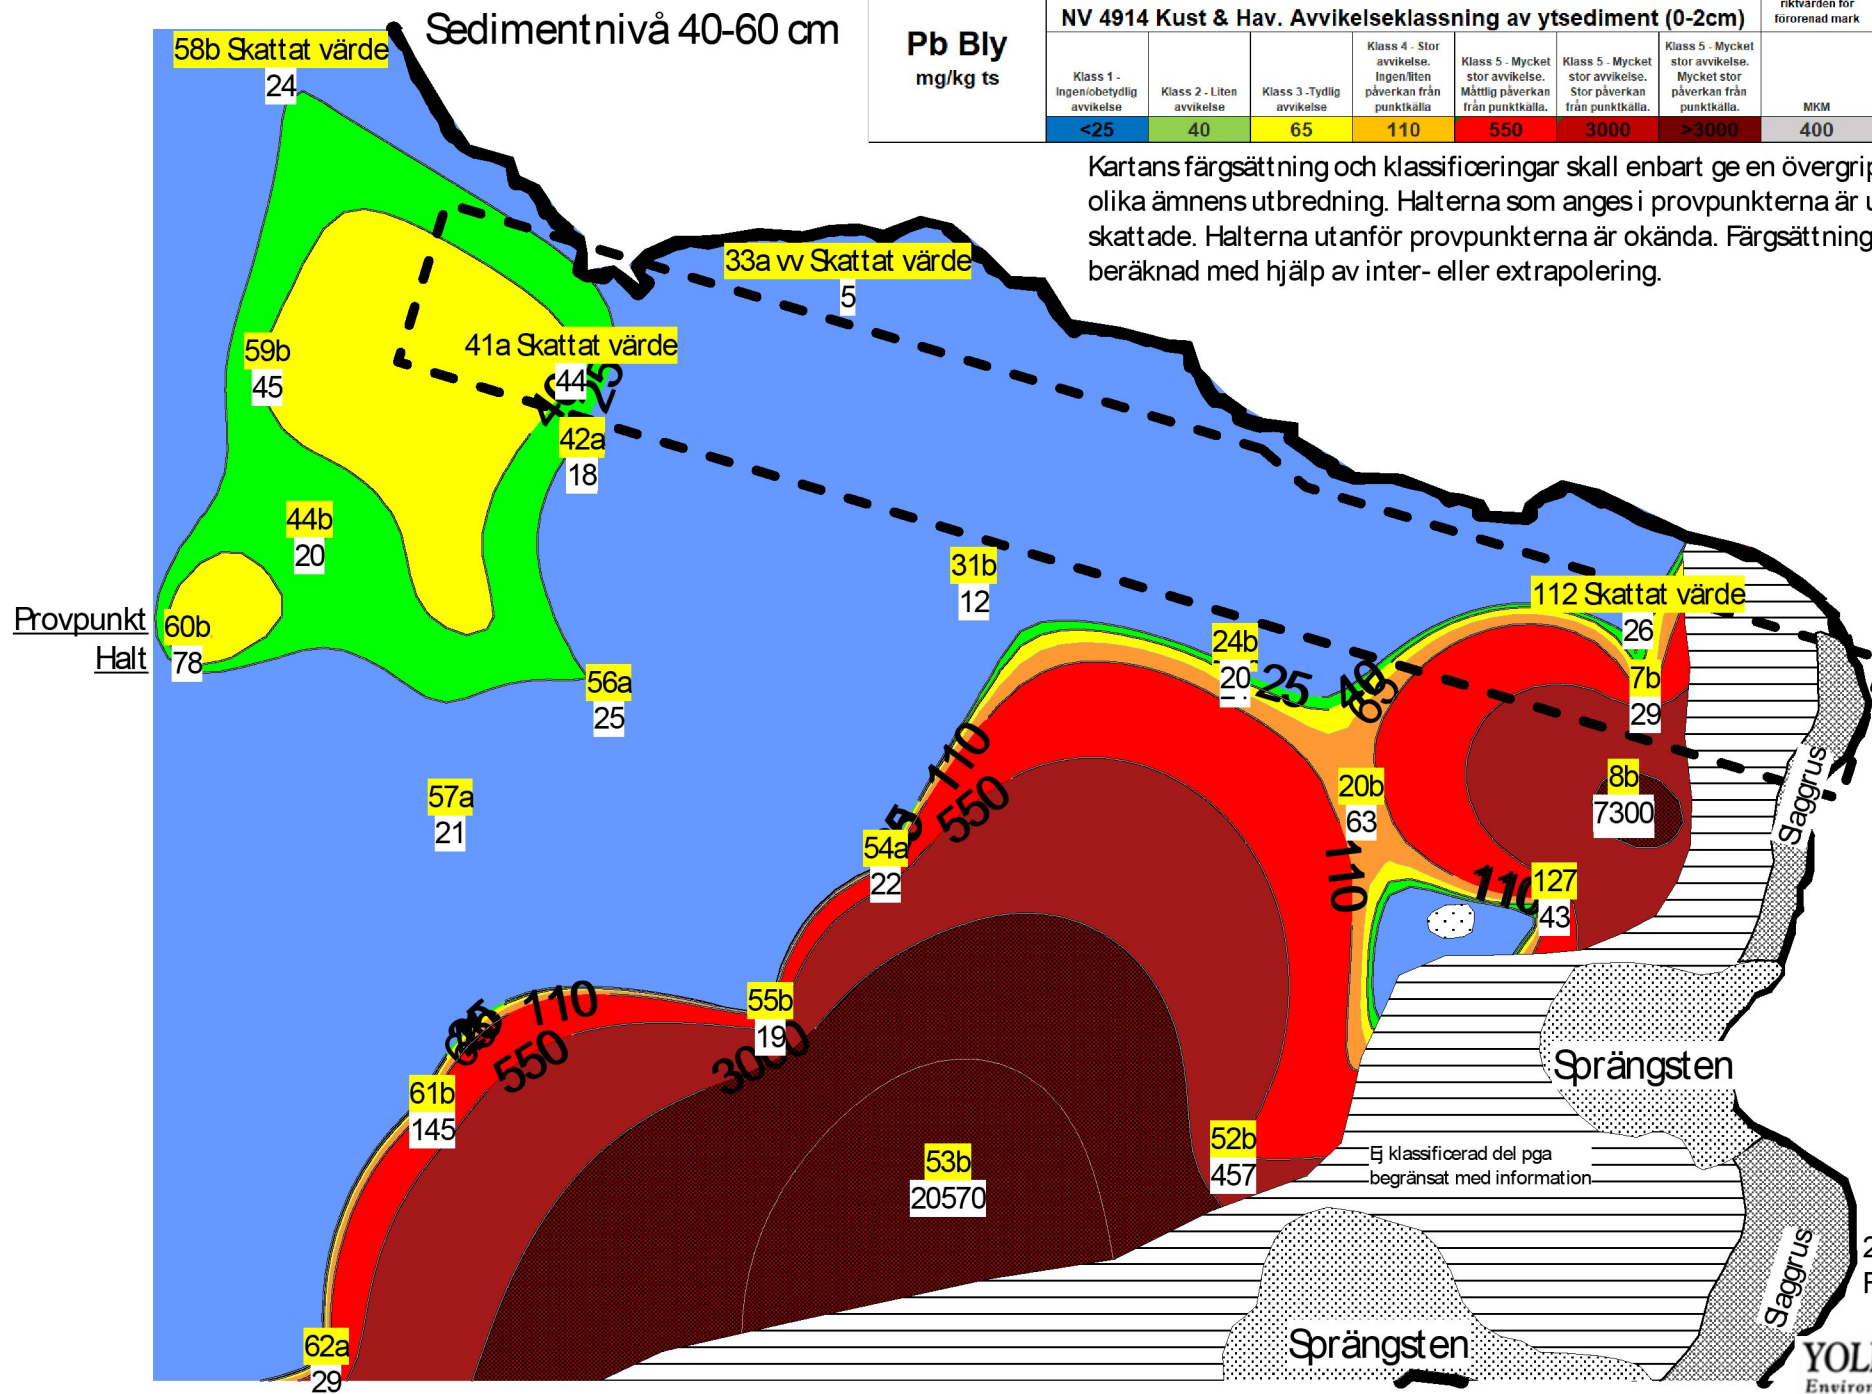 Sedimentnivå 40-60 cm
Pb Bly
mg/kg ts
NV 4914 Kust & Hav. Avvikelseklassning av ytsediment (0-2cm)
riktvärden för
förorenad mark
Klass 1 -
Ingen/obetydlig
avvikelse
Klass 2 - Liten
avvikelse
Klass 3 -Tydlig
avvikelse
Klass 4 - Stor
avvikelse.
Ingen/liten
påverkan från
punktkälla
Klass 5 - Mycket
stor avvikelse.
Måttlig påverkan
från punktkälla.
Klass 5 - Mycket
stor avvikelse.
Stor påverkan
från punktkälla.
Klass 5 - Mycket
stor avvikelse.
Mycket stor
påverkan från
punktkälla.
MKM
<25 40 65 110 550 3000 >3000 400
Kartans färgsättning och klassificeringar skall enbart ge en övergrip
olika ämnens utbredning. Halterna som anges i provpunkterna är u
skattade. Halterna utanför provpunkterna är okända. Färgsättning
beräknad med hjälp av inter- eller extrapolering.
58b Skattat värde
24
33a vv Skattat värde
5
59b
45
41a Skattat värde
44
40
25
42a
18
44b
20
31b
12
112 Skattat värde
26
Provpunkt
Halt
60b
78
24b
20
25
40
65
7b
29
56a
25
110
550
57a
21
54a
22
20b
63
110
8b
7300
Slaggrus
110
127
43
55b
19
110
550
3000
61b
145
Sprängsten
52b
457
53b
20570
Ej klassificerad del pga
begränsat med information
Slaggrus
62a
29
Sprängsten
2
YOL
Enviror